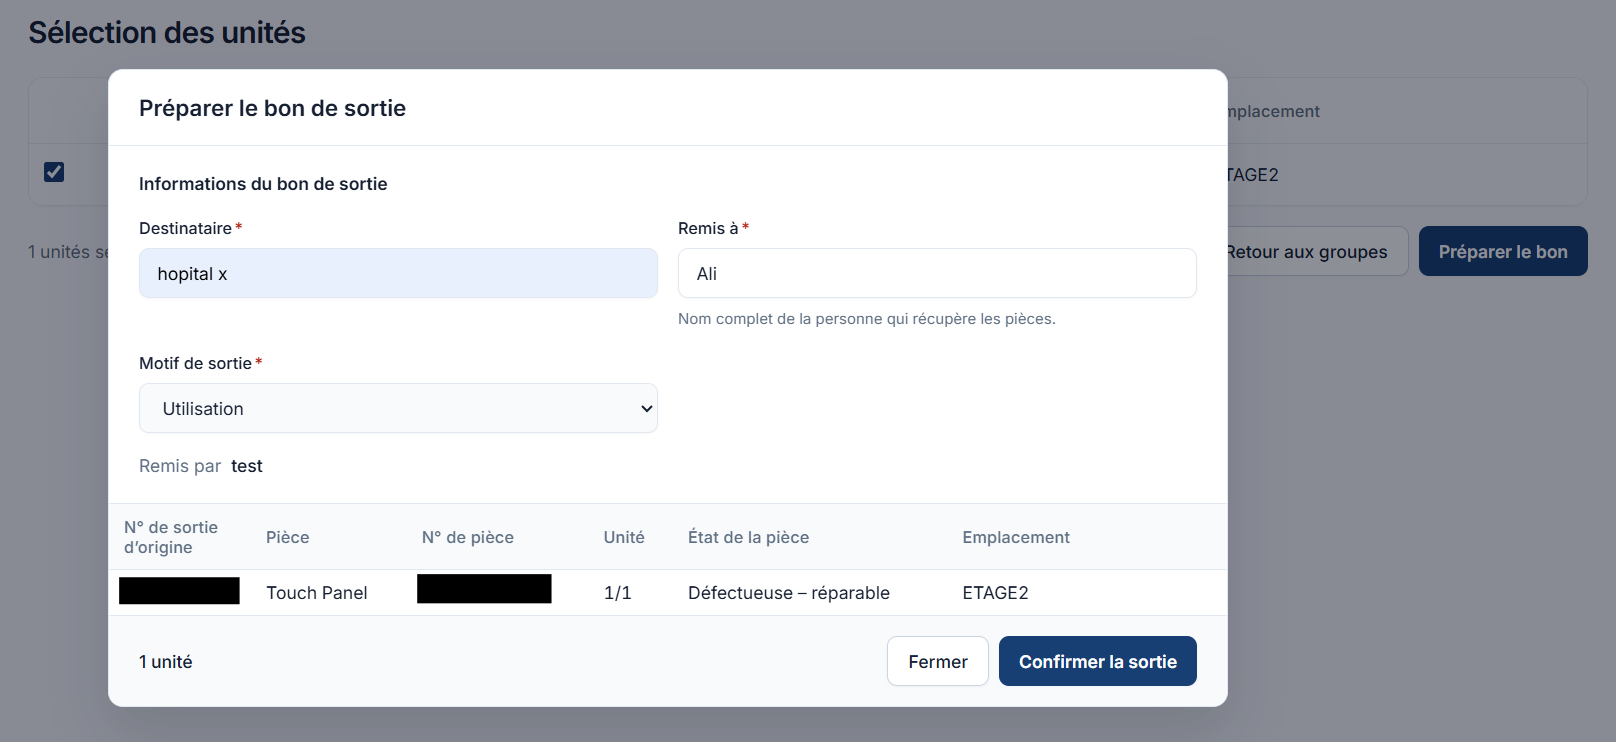 Sélection des unités
Préparer le bon de sortie
mplacement
Informations du bon de sortie
TAGE2
Destinataire *
Remis à *
1 unités se
hopital x
Ali
Retour aux groupes
Préparer le bon
Nom complet de la personne qui récupère les pièces.
Motif de sortie *
Utilisation
Remis par test
N° de sortie d’origine
Pièce
N° de pièce
Unité
État de la pièce
Emplacement
Touch Panel
1/1
Défectueuse – réparable
ETAGE2
1 unité
Fermer
Confirmer la sortie